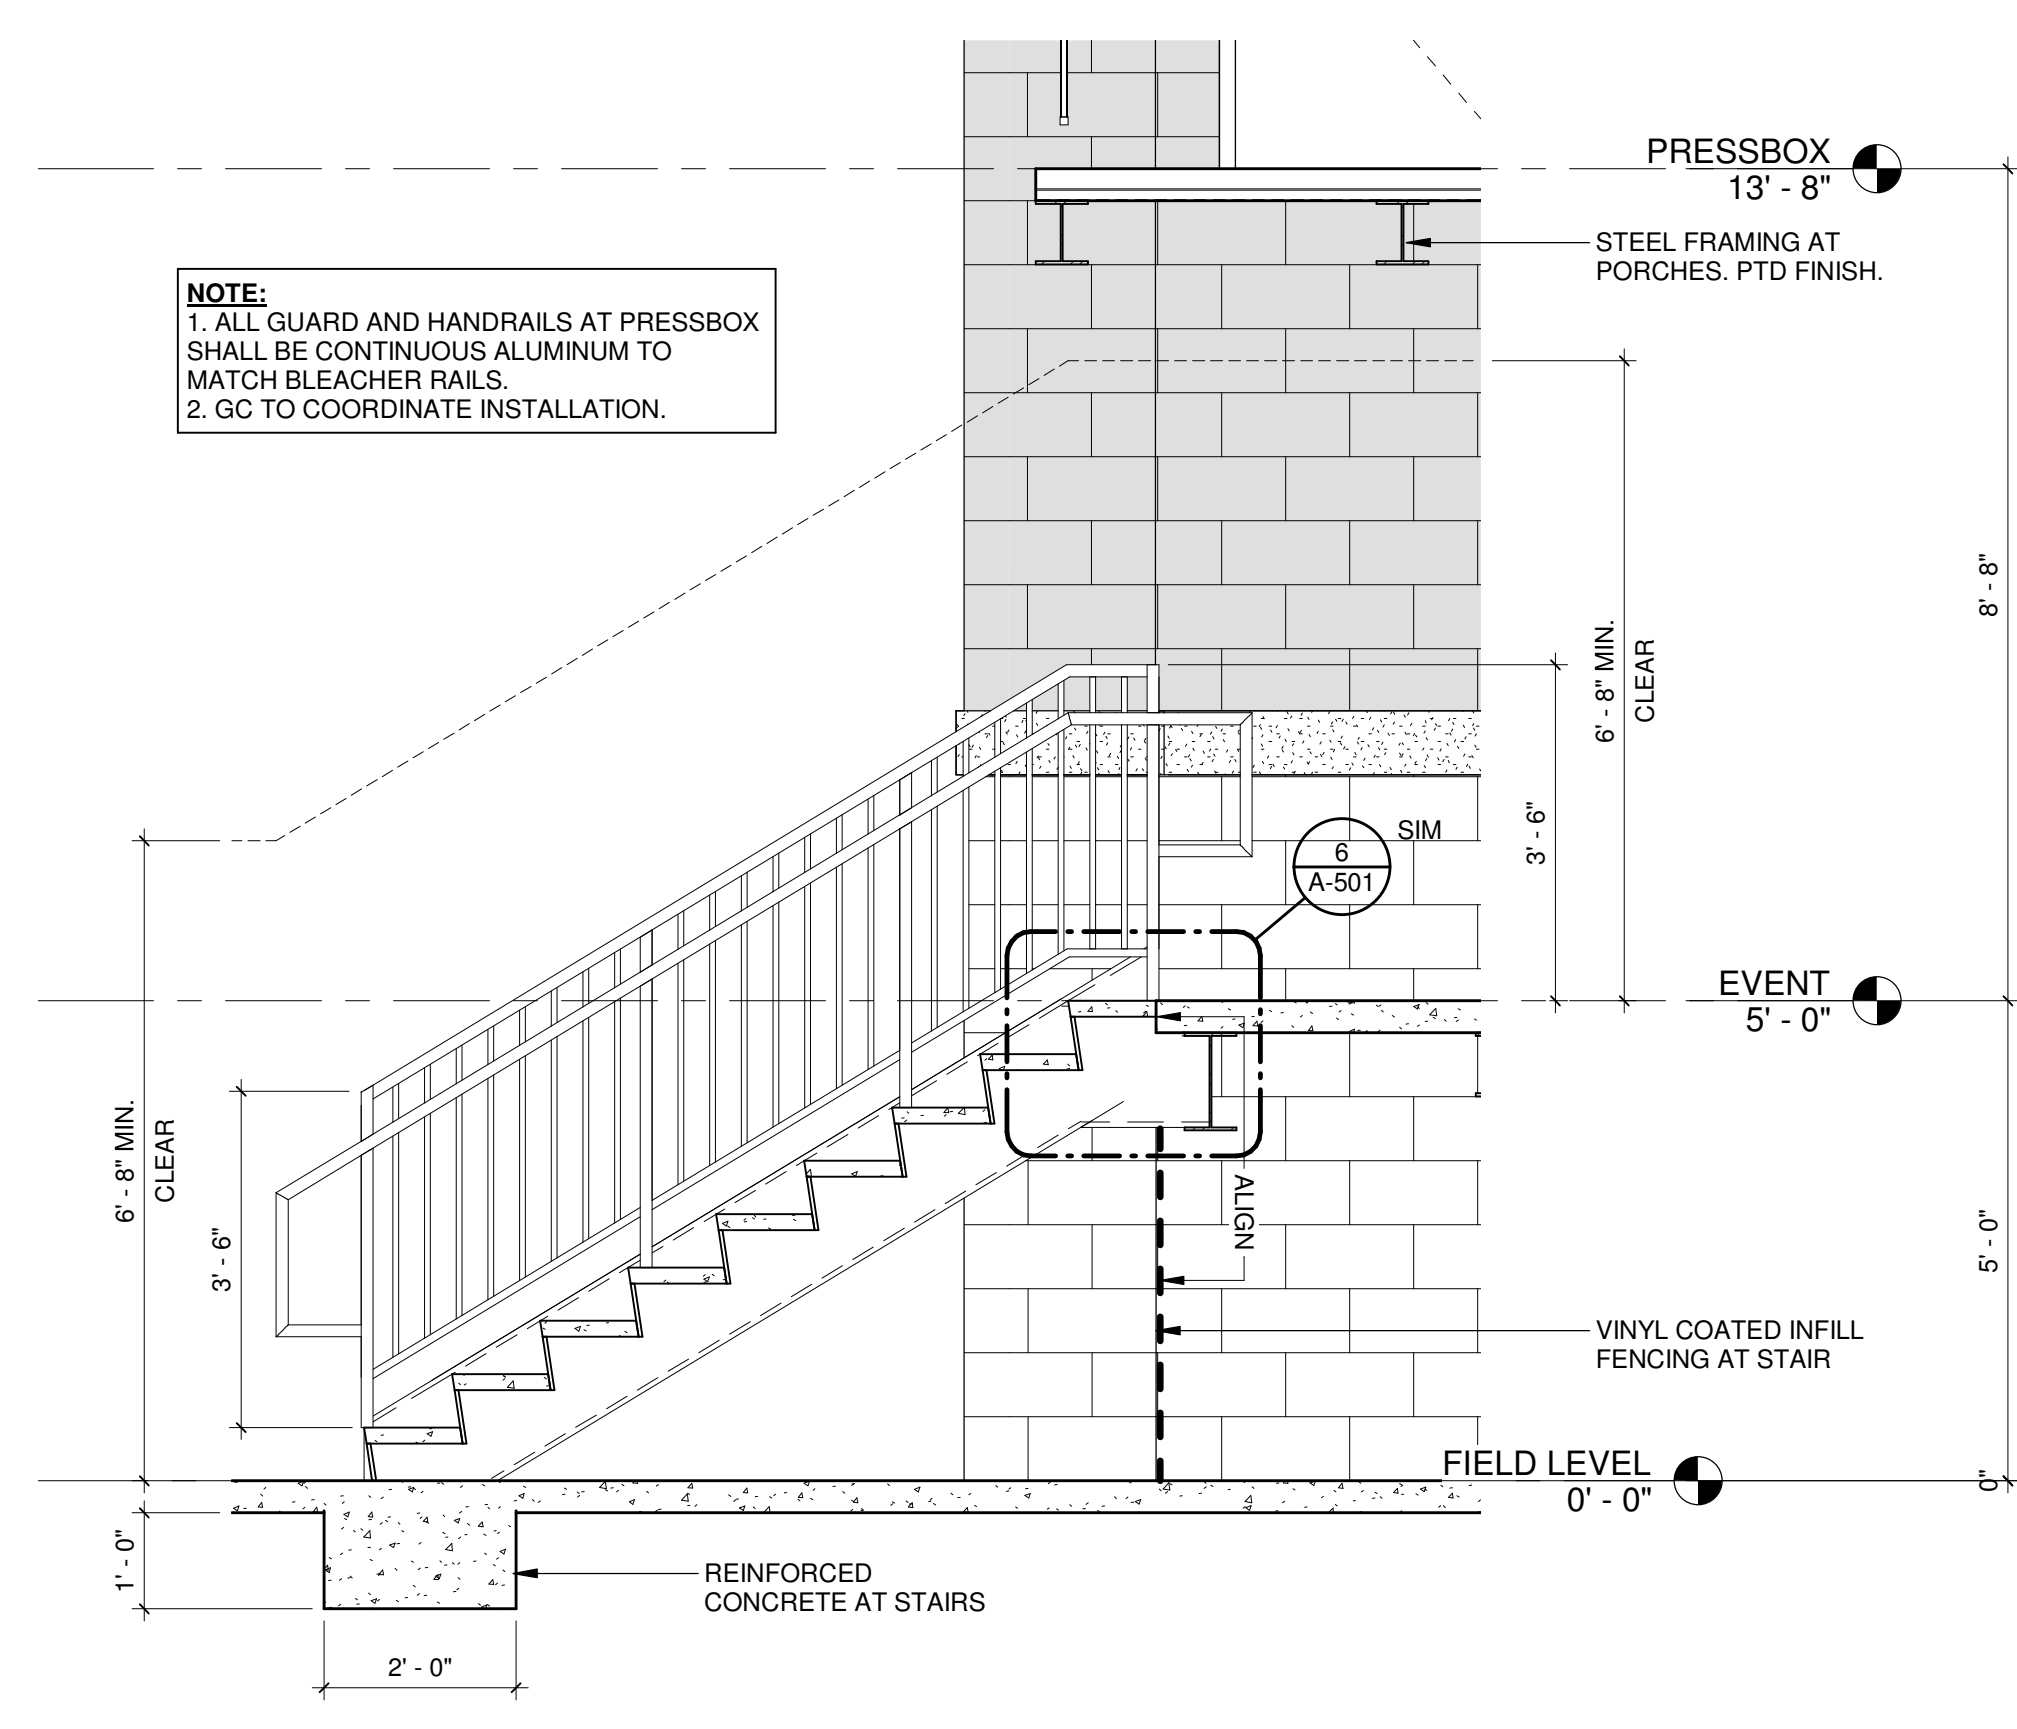 PRESSBOX
13' - 8"
STEEL FRAMING AT
PORCHES. PTD FINISH.
NOTE:
1. ALL GUARD AND HANDRAILS AT PRESSBOX
SHALL BE CONTINUOUS ALUMINUM TO
MATCH BLEACHER RAILS.
2. GC TO COORDINATE INSTALLATION.
8' - 8"
6' - 8" MIN.
CLEAR
3' - 6"
SIM
6
A-501
EVENT
5' - 0"
6' - 8" MIN.
CLEAR
3' - 6"
ALIGN
5' - 0"
VINYL COATED INFILL
FENCING AT STAIR
FIELD LEVEL
0' - 0"
0"
1' - 0"
REINFORCED
CONCRETE AT STAIRS
2' - 0"